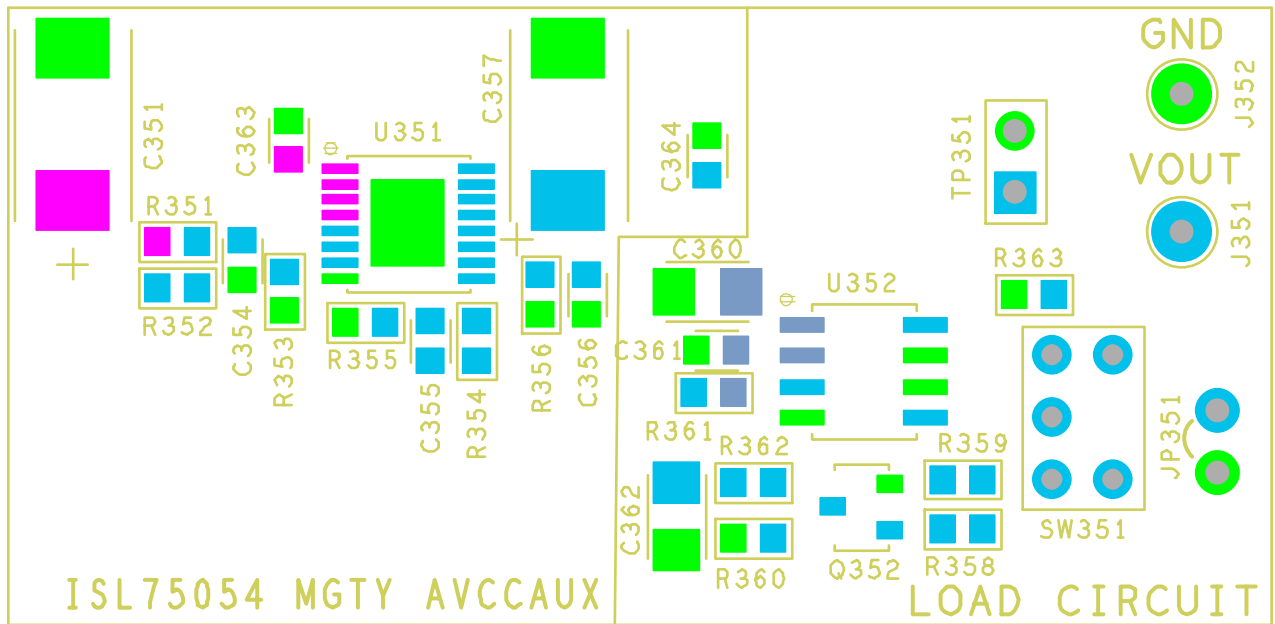 GND
J352
C351
C363
U351
C357
C364
TP351
VOUT
J351
R351
C360
R363
U352
R352
C354
R353
R355
C355
R354
R356
C356
C361
R361
R362
R359
JP351
C362
R360
Q352
R358
SW351
ISL75054 MGTY AVCCAUX
LOAD CIRCUIT